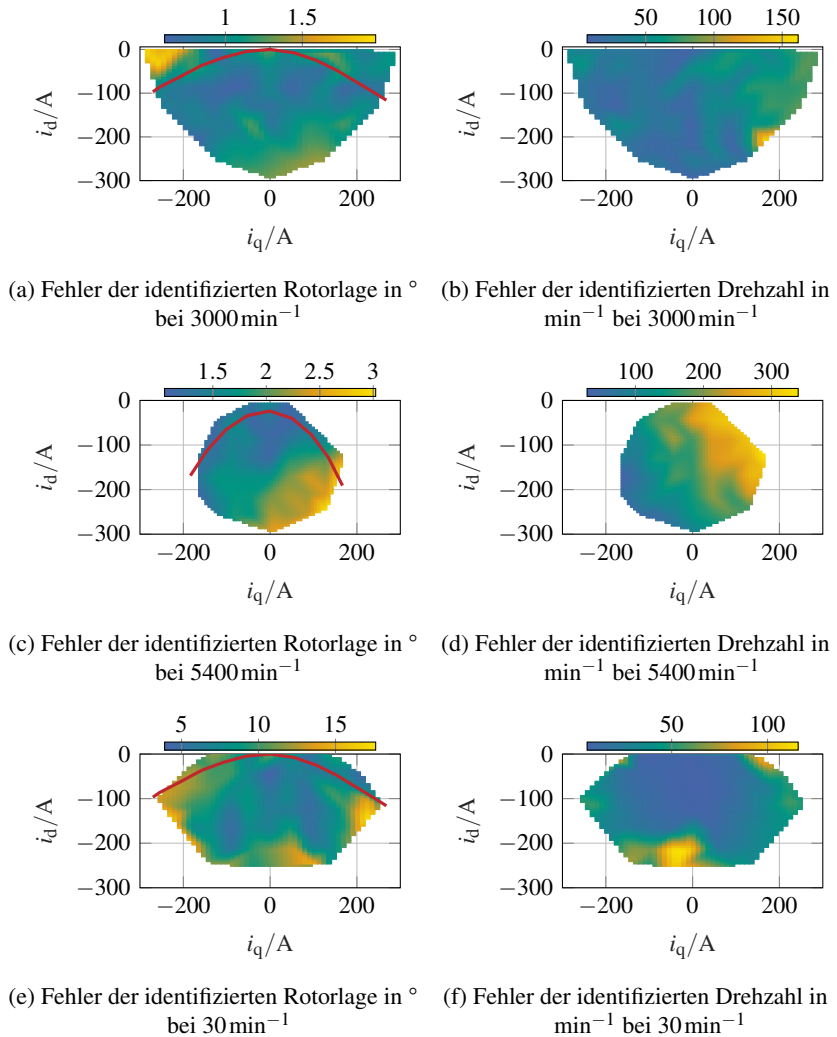 1 1.5
0
−100
−200
−300
−200 0 200
i_d/A
i_q/A
50 100 150
0
−100
−200
−300
−200 0 200
i_d/A
i_q/A
(a) Fehler der identifizierten Rotorlage in °
bei 3000 min⁻¹
(b) Fehler der identifizierten Drehzahl in
min⁻¹ bei 3000 min⁻¹
1.5 2 2.5 3
0
−100
−200
−300
−200 0 200
i_d/A
i_q/A
100 200 300
0
−100
−200
−300
−200 0 200
i_d/A
i_q/A
(c) Fehler der identifizierten Rotorlage in °
bei 5400 min⁻¹
(d) Fehler der identifizierten Drehzahl in
min⁻¹ bei 5400 min⁻¹
5 10 15
0
−100
−200
−300
−200 0 200
i_d/A
i_q/A
50 100
0
−100
−200
−300
−200 0 200
i_d/A
i_q/A
(e) Fehler der identifizierten Rotorlage in °
bei 30 min⁻¹
(f) Fehler der identifizierten Drehzahl in
min⁻¹ bei 30 min⁻¹